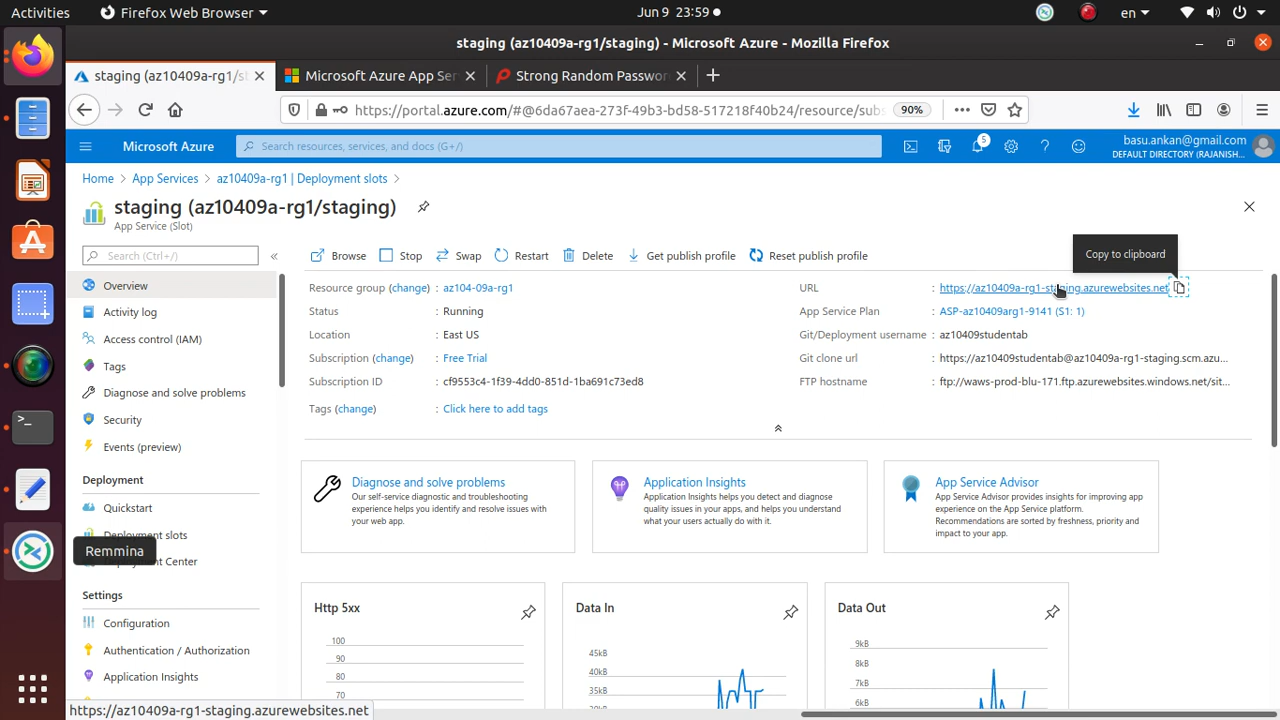 Activities
Firefox Web Browser
Jun 9 23:59
en
staging (az10409a-rg1/staging) - Microsoft Azure - Mozilla Firefox
staging (az10409a-rg1/st
Microsoft Azure App Ser
Strong Random Passwor
https://portal.azure.com/#@6da67aea-273f-49b3-bd58-517218f40b24/resource/subs
90%
Microsoft Azure
Search resources, services, and docs (G+/)
5
basu.ankan@gmail.com
DEFAULT DIRECTORY (RAJANISH...
Home > App Services > az10409a-rg1 | Deployment slots >
staging (az10409a-rg1/staging)
App Service (Slot)
Search (Ctrl+/)
Browse
Stop
Swap
Restart
Delete
Get publish profile
Reset publish profile
Copy to clipboard
Overview
Activity log
Access control (IAM)
Tags
Diagnose and solve problems
Security
Events (preview)
Deployment
Quickstart
Deployment slots
Remmina
Center
Settings
Configuration
Authentication / Authorization
Application Insights
Resource group (change) : az104-09a-rg1
Status : Running
Location : East US
Subscription (change) : Free Trial
Subscription ID : cf9553c4-1f39-4dd0-851d-1ba691c73ed8
Tags (change) : Click here to add tags
URL : https://az10409a-rg1-staging.azurewebsites.net
App Service Plan : ASP-az10409arg1-9141 (S1: 1)
Git/Deployment username : az10409studentab
Git clone url : https://az10409studentab@az10409a-rg1-staging.scm.azu...
FTP hostname : ftp://waws-prod-blu-171.ftp.azurewebsites.windows.net/sit...
Diagnose and solve problems
Our self-service diagnostic and troubleshooting
experience helps you identify and resolve issues with
your web app.
Application Insights
Application Insights helps you detect and diagnose
quality issues in your apps, and helps you understand
what your users actually do with it.
App Service Advisor
App Service Advisor provides insights for improving app
experience on the App Service platform.
Recommendations are sorted by freshness, priority and
impact to your app.
Http 5xx
100
90
80
70
Data In
45kB
40kB
35kB
Data Out
9kB
8kB
7kB
6kB
https://az10409a-rg1-staging.azurewebsites.net